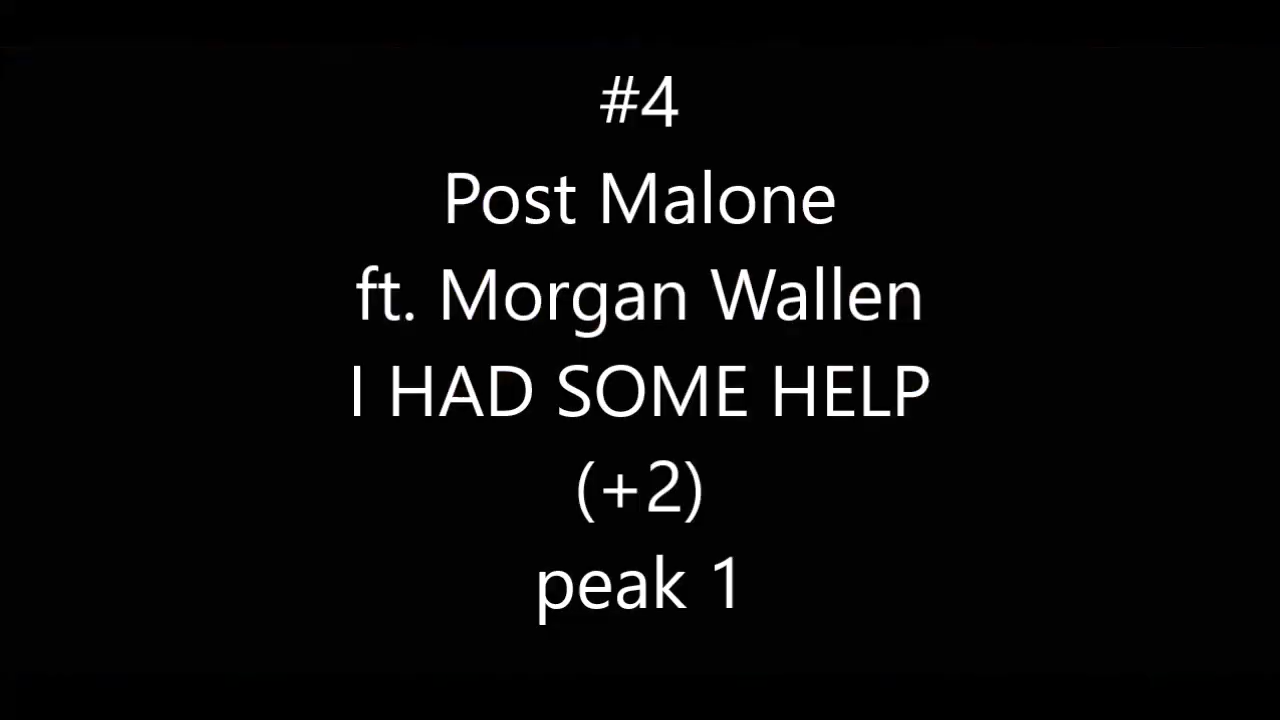 #4
Post Malone
ft. Morgan Wallen
I HAD SOME HELP
(+2)
peak 1